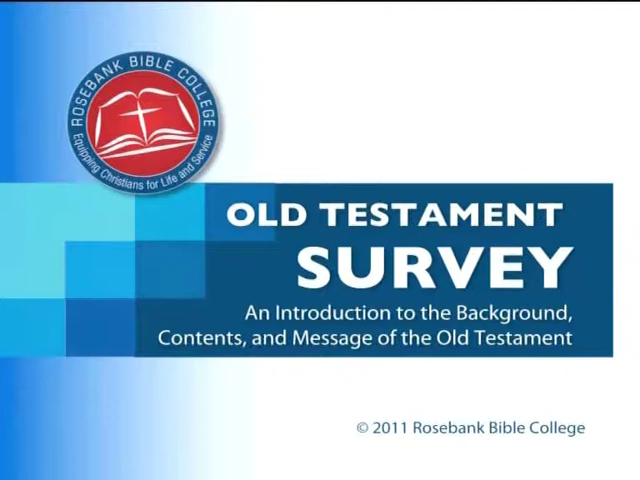 ROSEBANK BIBLE COLLEGE
Equipping Christians for Life and Service
OLD TESTAMENT
SURVEY
An Introduction to the Background,
Contents, and Message of the Old Testament
© 2011 Rosebank Bible College